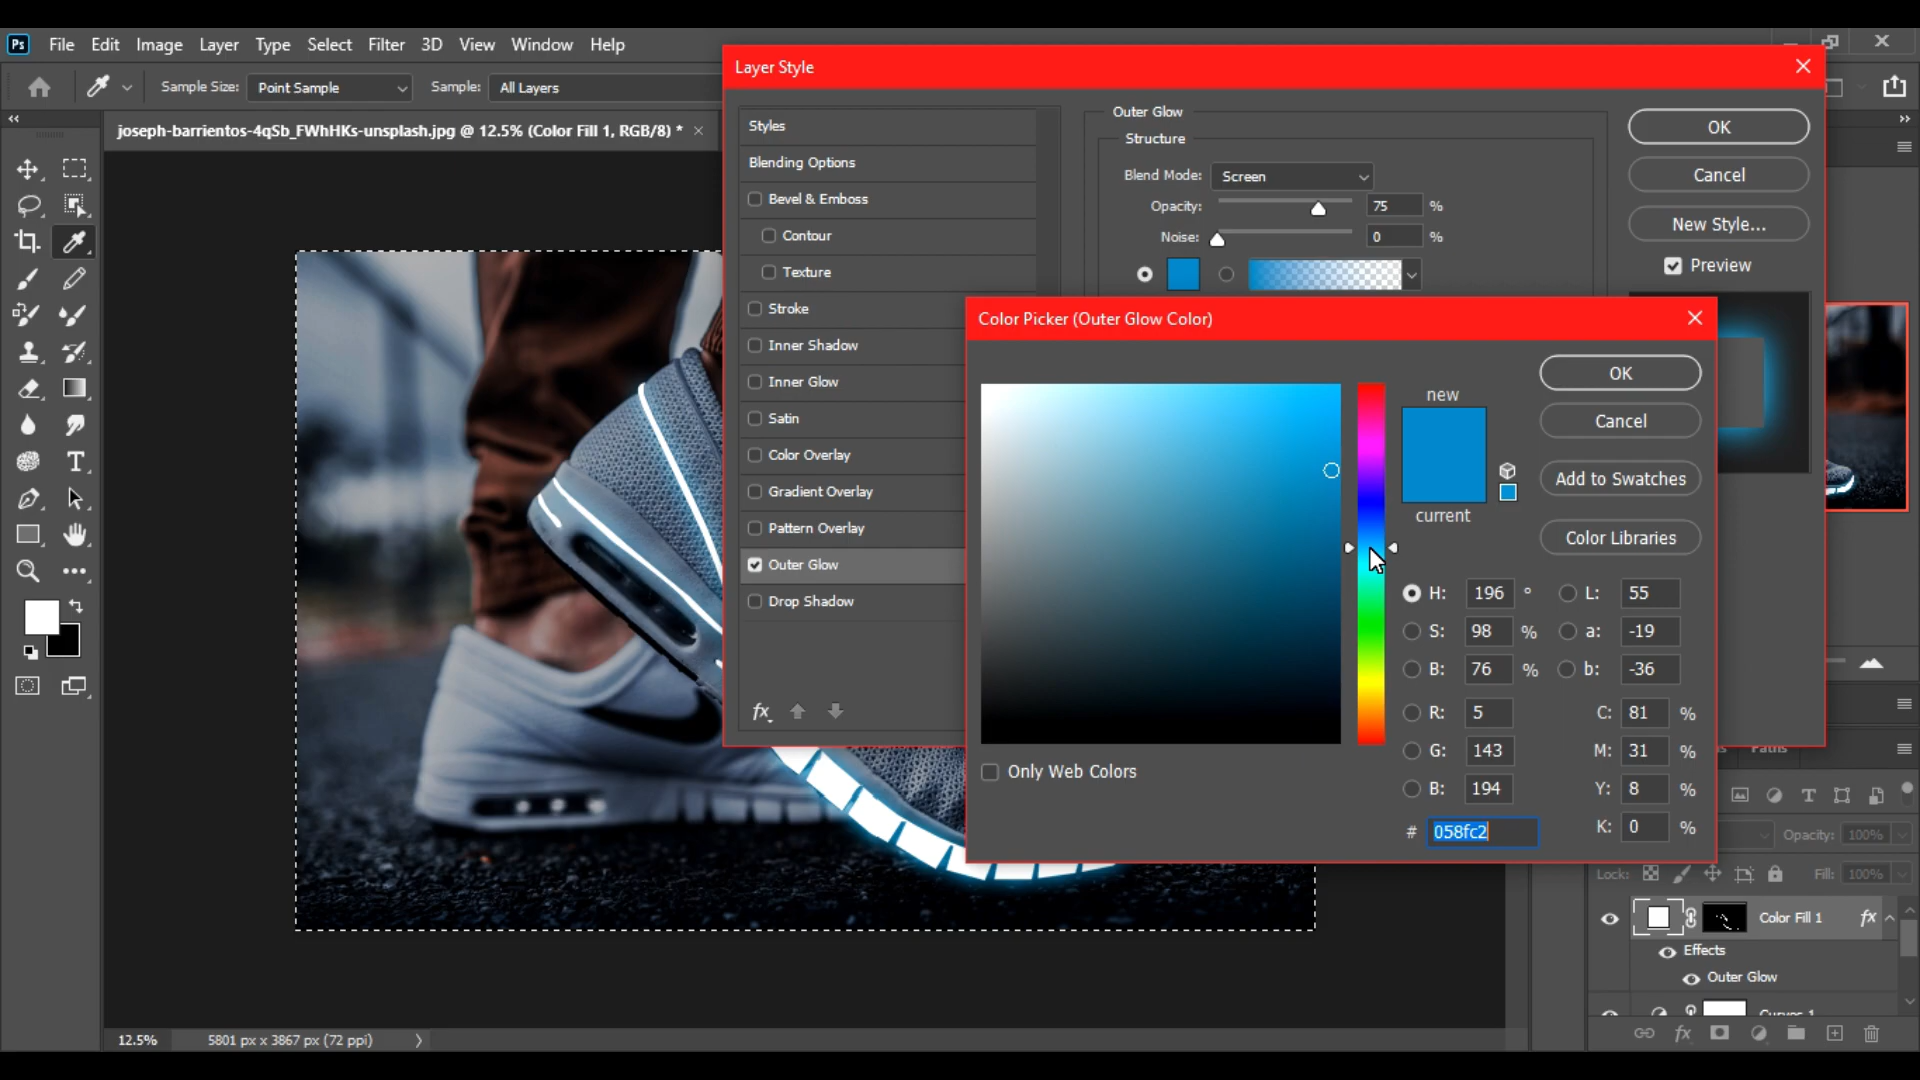 Ps File Edit Image Layer Type Select Filter 3D View Window Help
Sample Size: Point Sample Sample: All Layers
joseph-barrientos-4qSb_FWhHKs-unsplash.jpg @ 12.5% (Color Fill 1, RGB/8) *
T
12.5% 5801 px x 3867 px (72 ppi)
Layer Style
Styles
Blending Options
Bevel & Emboss
Contour
Texture
Stroke
Inner Shadow
Inner Glow
Satin
Color Overlay
Gradient Overlay
Pattern Overlay
Outer Glow
Drop Shadow
fx
Outer Glow
Structure
Blend Mode: Screen
Opacity: 75 %
Noise: 0 %
OK
Cancel
New Style...
Preview
Color Picker (Outer Glow Color)
new
current
OK
Cancel
Add to Swatches
Color Libraries
H: 196 ° L: 55
S: 98 % a: -19
B: 76 % b: -36
R: 5 C: 81 %
G: 143 M: 31 %
B: 194 Y: 8 %
# 058fc2 K: 0 %
Only Web Colors
Paths
T
Opacity: 100%
Lock: Fill: 100%
Color Fill 1 fx
Effects
Outer Glow
Curves 1
fx